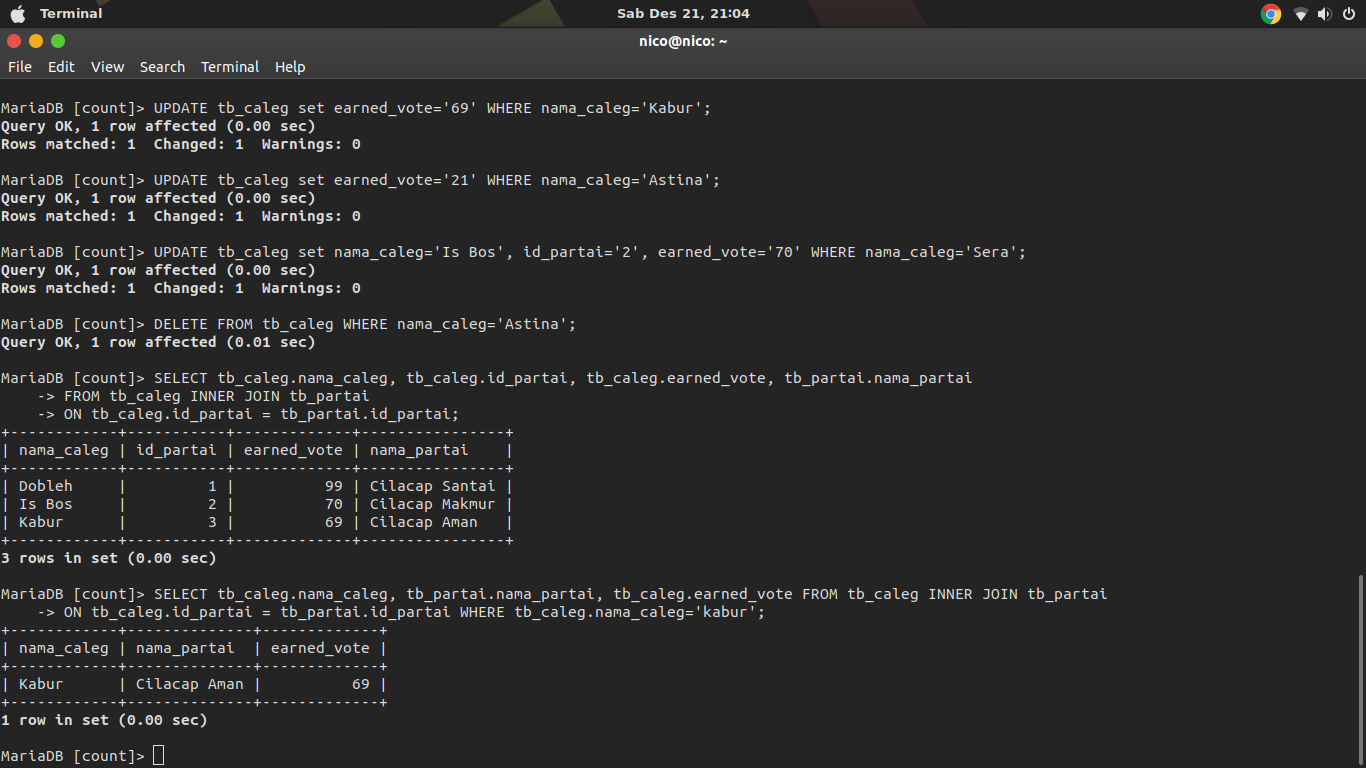 Terminal
Sab Des 21, 21:04
nico@nico: ~
File Edit View Search Terminal Help
MariaDB [count]> UPDATE tb_caleg set earned_vote='69' WHERE nama_caleg='Kabur';
Query OK, 1 row affected (0.00 sec)
Rows matched: 1  Changed: 1  Warnings: 0
MariaDB [count]> UPDATE tb_caleg set earned_vote='21' WHERE nama_caleg='Astina';
Query OK, 1 row affected (0.00 sec)
Rows matched: 1  Changed: 1  Warnings: 0
MariaDB [count]> UPDATE tb_caleg set nama_caleg='Is Bos', id_partai='2', earned_vote='70' WHERE nama_caleg='Sera';
Query OK, 1 row affected (0.00 sec)
Rows matched: 1  Changed: 1  Warnings: 0
MariaDB [count]> DELETE FROM tb_caleg WHERE nama_caleg='Astina';
Query OK, 1 row affected (0.01 sec)
MariaDB [count]> SELECT tb_caleg.nama_caleg, tb_caleg.id_partai, tb_caleg.earned_vote, tb_partai.nama_partai
    -> FROM tb_caleg INNER JOIN tb_partai
    -> ON tb_caleg.id_partai = tb_partai.id_partai;
+------------+-----------+-------------+----------------+
| nama_caleg | id_partai | earned_vote | nama_partai    |
+------------+-----------+-------------+----------------+
| Dobleh     |         1 |          99 | Cilacap Santai |
| Is Bos     |         2 |          70 | Cilacap Makmur |
| Kabur      |         3 |          69 | Cilacap Aman   |
+------------+-----------+-------------+----------------+
3 rows in set (0.00 sec)
MariaDB [count]> SELECT tb_caleg.nama_caleg, tb_partai.nama_partai, tb_caleg.earned_vote FROM tb_caleg INNER JOIN tb_partai
    -> ON tb_caleg.id_partai = tb_partai.id_partai WHERE tb_caleg.nama_caleg='kabur';
+------------+--------------+-------------+
| nama_caleg | nama_partai  | earned_vote |
+------------+--------------+-------------+
| Kabur      | Cilacap Aman |          69 |
+------------+--------------+-------------+
1 row in set (0.00 sec)
MariaDB [count]>